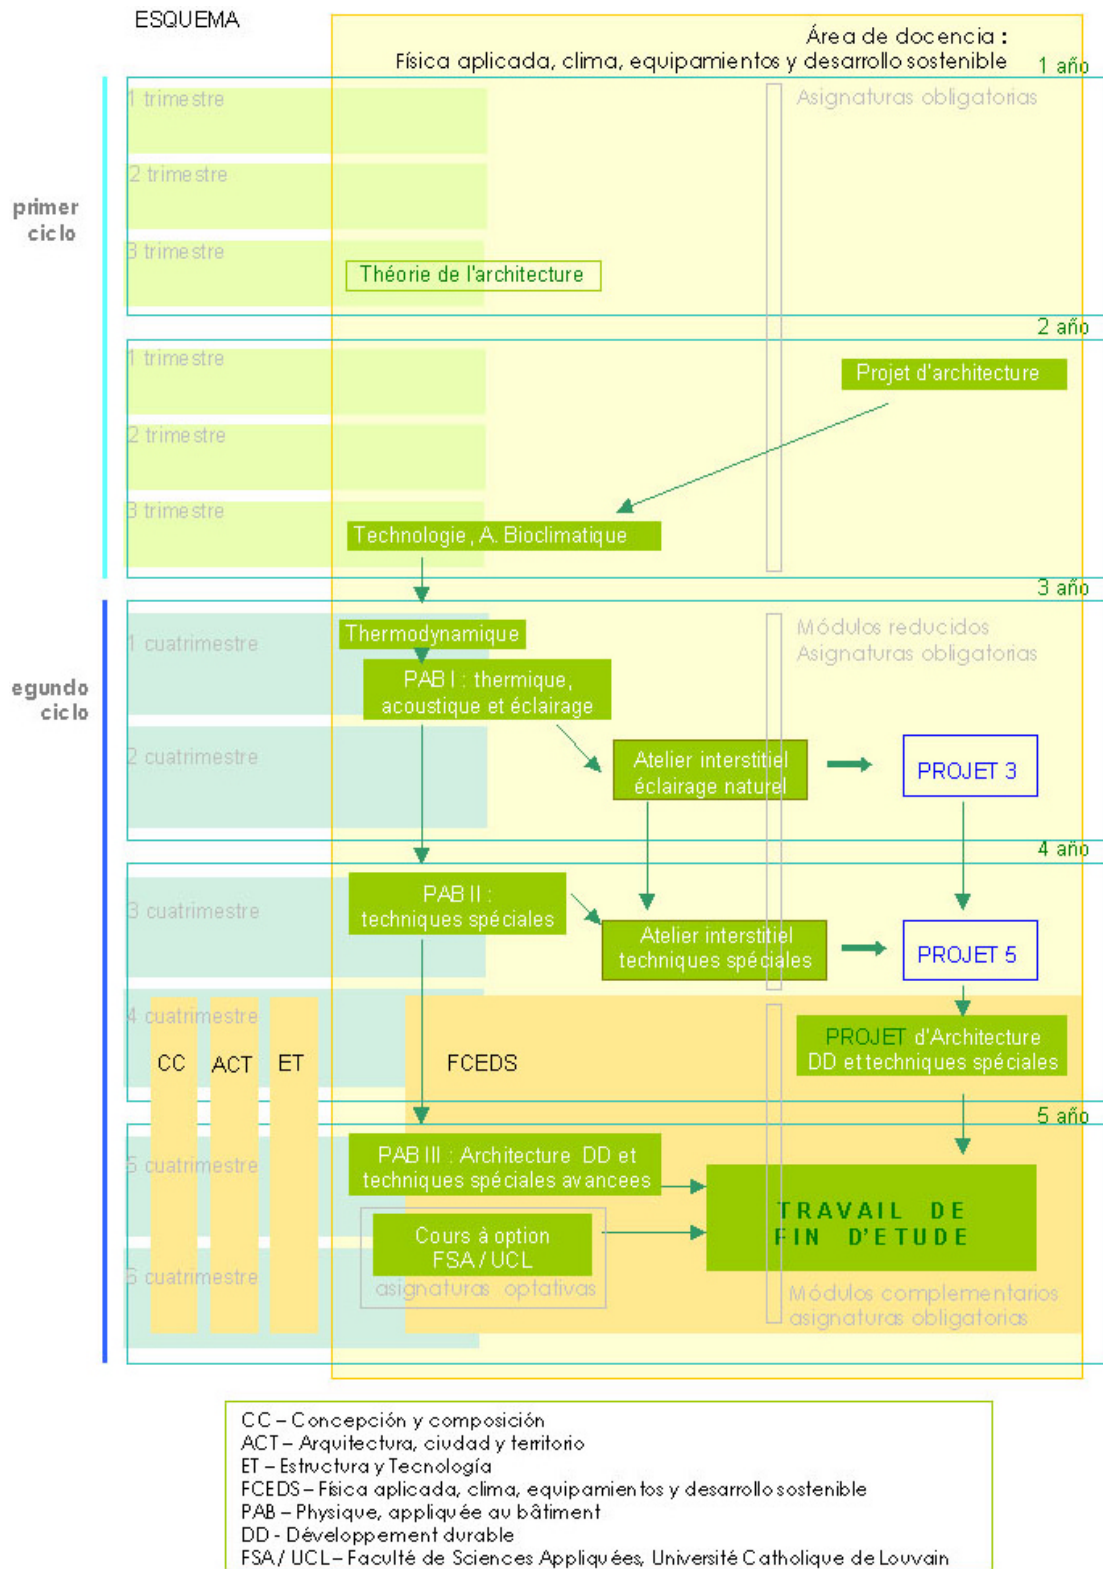 ESQUEMA
Área de docencia :
Física aplicada, clima, equipamientos y desarrollo sostenible
1 año
1 trimestre
Asignaturas obligatorias
2 trimestre
primer
ciclo
3 trimestre
Théorie de l'architecture
2 año
1 trimestre
Projet d'architecture
2 trimestre
3 trimestre
Technologie, A. Bioclimatique
3 año
Thermodynamique
1 cuatrimestre
Módulos reducidos
Asignaturas obligatorias
PAB I : thermique,
acoustique et éclairage
egundo
ciclo
2 cuatrimestre
Atelier interstitiel
éclairage naturel
PROJET 3
4 año
PAB II :
techniques spéciales
3 cuatrimestre
Atelier interstitiel
techniques spéciales
PROJET 5
4 cuatrimestre
PROJET d'Architecture
DD et techniques spéciales
CC ACT ET FCEDS
5 año
PAB III : Architecture DD et
techniques spéciales avancees
5 cuatrimestre
TRAVAIL DE
FIN D'ETUDE
Cours à option
FSA / UCL
asignaturas optativas
6 cuatrimestre
Módulos complementarios
asignaturas obligatorias
CC – Concepción y composición
ACT – Arquitectura, ciudad y territorio
ET – Estructura y Tecnología
FCEDS – Física aplicada, clima, equipamientos y desarrollo sostenible
PAB – Physique, appliquée au bâtiment
DD - Développement durable
FSA / UCL – Faculté de Sciences Appliquées, Université Catholique de Louvain